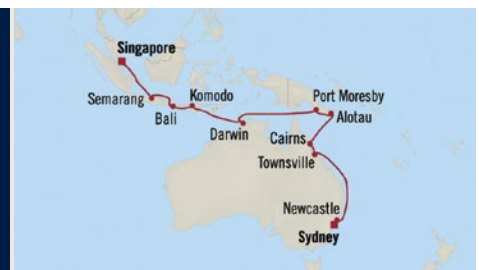 Singapore
Semarang
Bali
Komodo
Darwin
Port Moresby
Alotau
Cairns
Townsville
Newcastle
Sydney